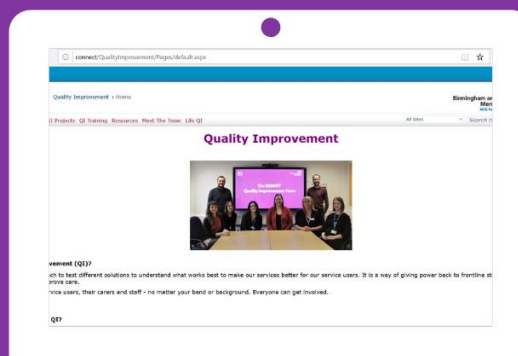 connect/QualityImprovement/Pages/default.aspx
Quality Improvement › Home
Birmingham an
Men
QI Projects QI Training Resources Meet The Team Life QI
All Sites
Search th
Quality Improvement
The BSMHFT
Quality Improvement Team
vement (QI)?
ch to test different solutions to understand what works best to make our services better for our service users. It is a way of giving power back to frontline st
prove care.
rvice users, their carers and staff - no matter your band or background. Everyone can get involved.
QI?